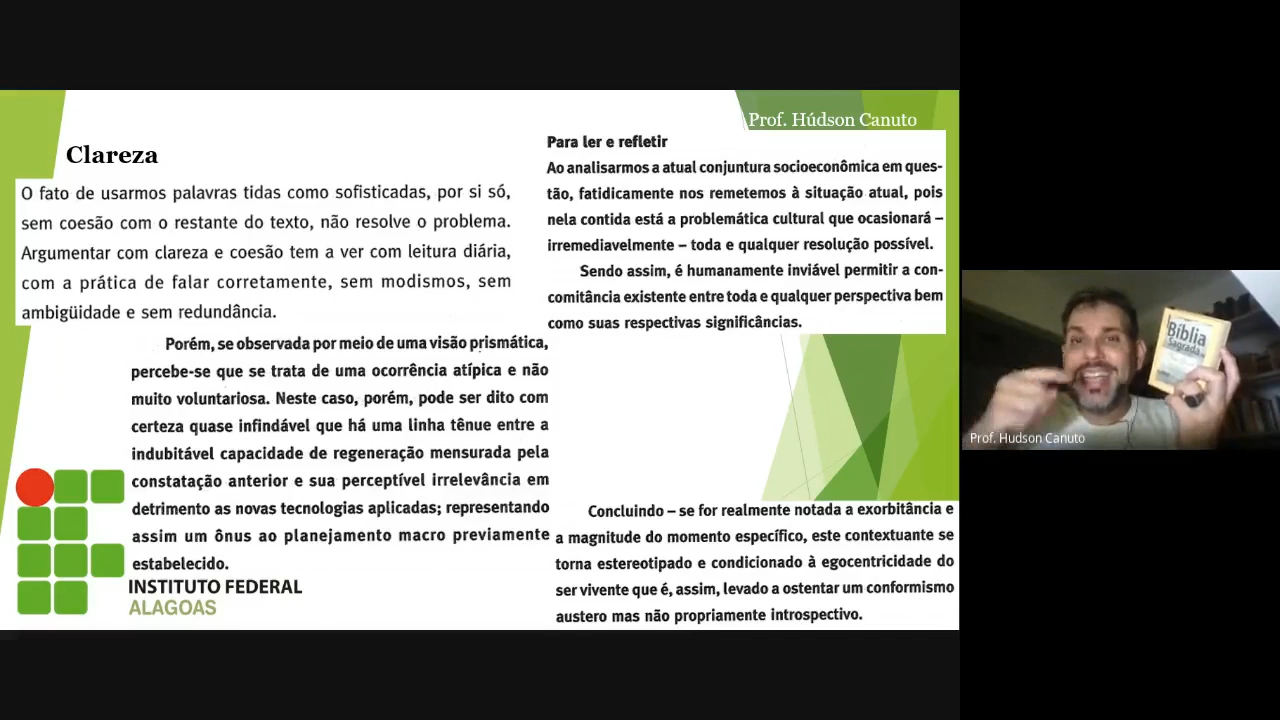 Prof. Húdson Canuto
Clareza
O fato de usarmos palavras tidas como sofisticadas, por si só,
sem coesão com o restante do texto, não resolve o problema.
Argumentar com clareza e coesão tem a ver com leitura diária,
com a prática de falar corretamente, sem modismos, sem
ambigüidade e sem redundância.
Para ler e refletir
Ao analisarmos a atual conjuntura socioeconômica em ques-
tão, fatidicamente nos remetemos à situação atual, pois
nela contida está a problemática cultural que ocasionará –
irremediavelmente – toda e qualquer resolução possível.
Sendo assim, é humanamente inviável permitir a con-
comitância existente entre toda e qualquer perspectiva bem
como suas respectivas significâncias.
Porém, se observada por meio de uma visão prismática,
percebe-se que se trata de uma ocorrência atípica e não
muito voluntariosa. Neste caso, porém, pode ser dito com
certeza quase infindável que há uma linha tênue entre a
indubitável capacidade de regeneração mensurada pela
constatação anterior e sua perceptível irrelevância em
detrimento as novas tecnologias aplicadas; representando
assim um ônus ao planejamento macro previamente
estabelecido.
Concluindo – se for realmente notada a exorbitância e
a magnitude do momento específico, este contextuante se
torna estereotipado e condicionado à egocentricidade do
ser vivente que é, assim, levado a ostentar um conformismo
austero mas não propriamente introspectivo.
INSTITUTO FEDERAL
ALAGOAS
Bíblia
Sagrada
Prof. Hudson Canuto